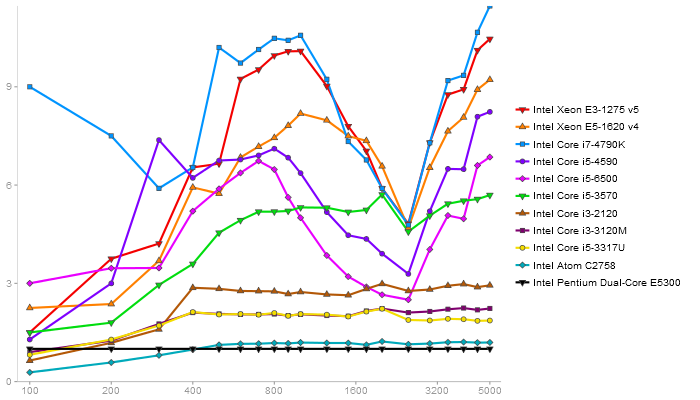 9
6
3
0
100 200 400 800 1600 3200 5000
Intel Xeon E3-1275 v5
Intel Xeon E5-1620 v4
Intel Core i7-4790K
Intel Core i5-4590
Intel Core i5-6500
Intel Core i5-3570
Intel Core i3-2120
Intel Core i3-3120M
Intel Core i5-3317U
Intel Atom C2758
Intel Pentium Dual-Core E5300